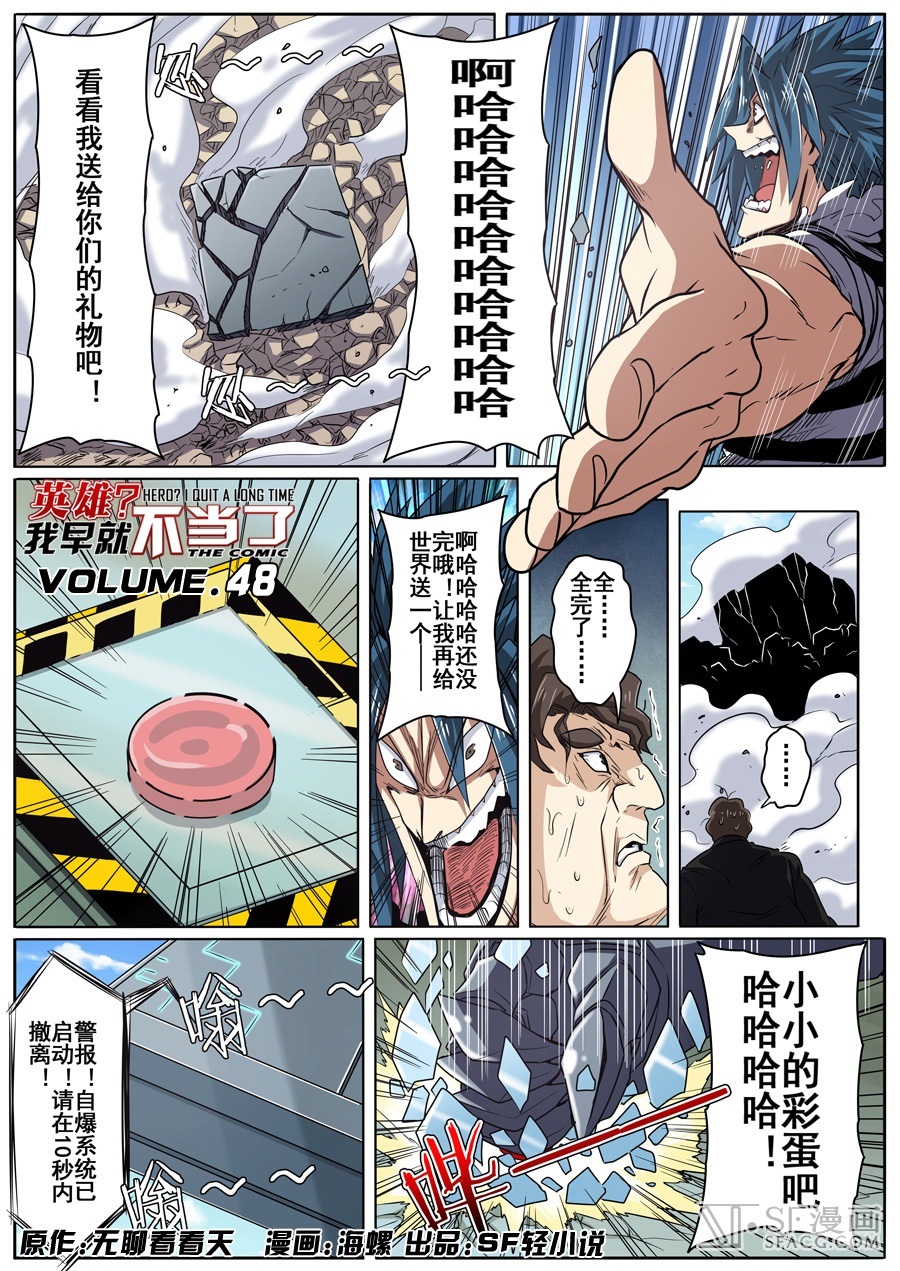 啊
哈
哈
哈
哈
哈
哈
哈
哈
哈
哈
看看我送给你们的礼物吧！
轰
轰
……
全……
全完了……
啊哈哈哈哈还没
完哦！让我再给
世界送一个——
英雄？
HERO? I QUIT A LONG TIME
我早就不当了
THE COMIC
VOLUME.48
小小的彩蛋吧，
哈哈哈哈！
哗
嗡
嗡
警报！自爆系统已
启动！请在10秒内
撤离！
原作：无聊看看天 漫画：海螺 出品：SF轻小说
SF漫画
SFACG.COM